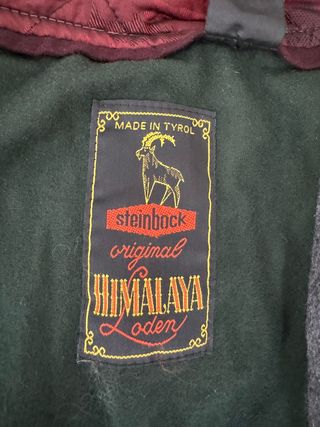 MADE IN TYROL
steinbock
original
HIMALAYA
Loden